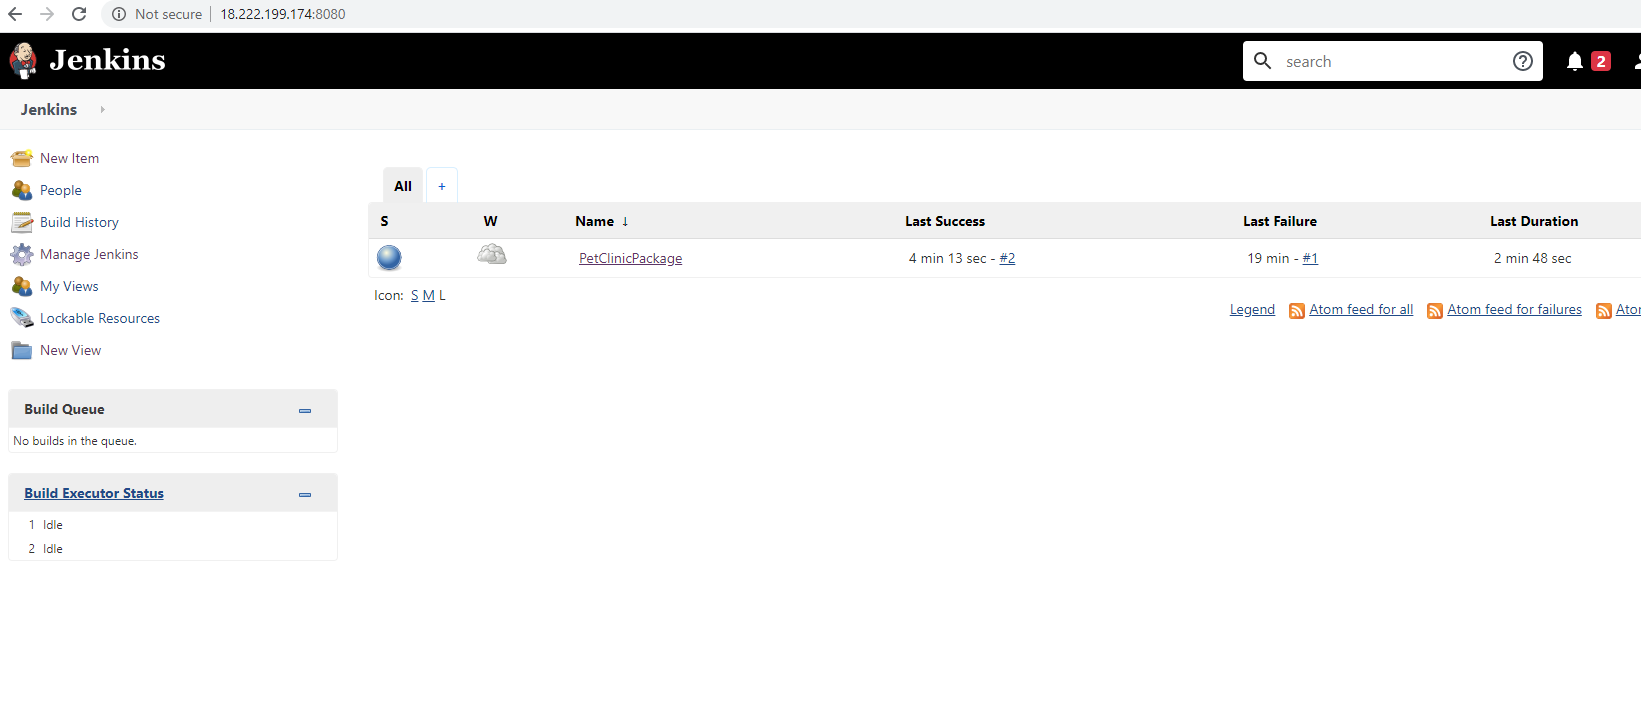 Not secure | 18.222.199.174:8080
Jenkins
search
2
Jenkins
New Item
People
Build History
Manage Jenkins
My Views
Lockable Resources
New View
Build Queue
No builds in the queue.
Build Executor Status
1 Idle
2 Idle
All +
S W Name ↓ Last Success Last Failure Last Duration
PetClinicPackage 4 min 13 sec - #2 19 min - #1 2 min 48 sec
Icon: S M L
Legend Atom feed for all Atom feed for failures